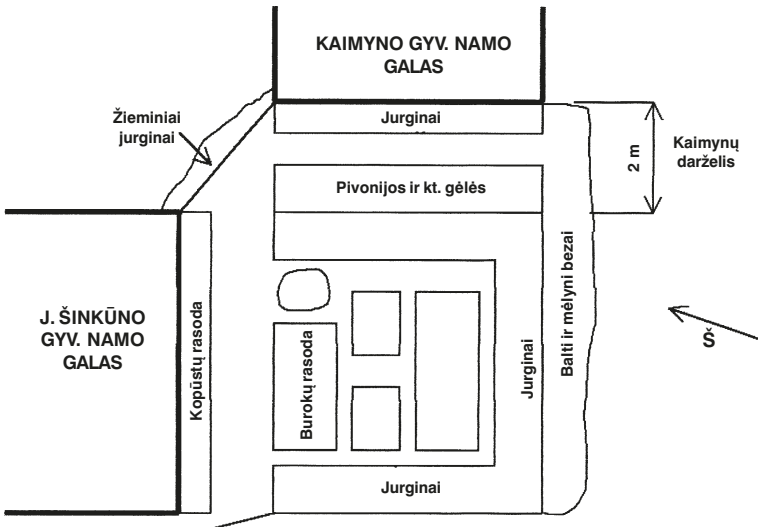 KAIMYNO GYV. NAMO
GALAS
Žieminiai
jurginai
Jurginai
2 m
Kaimynų
darželis
Pivonijos ir kt. gėlės
J. ŠINKŪNO
GYV. NAMO
GALAS
Kopūstų rasoda
Burokų rasoda
Jurginai
Balti ir mėlyni bezai
Š
Jurginai